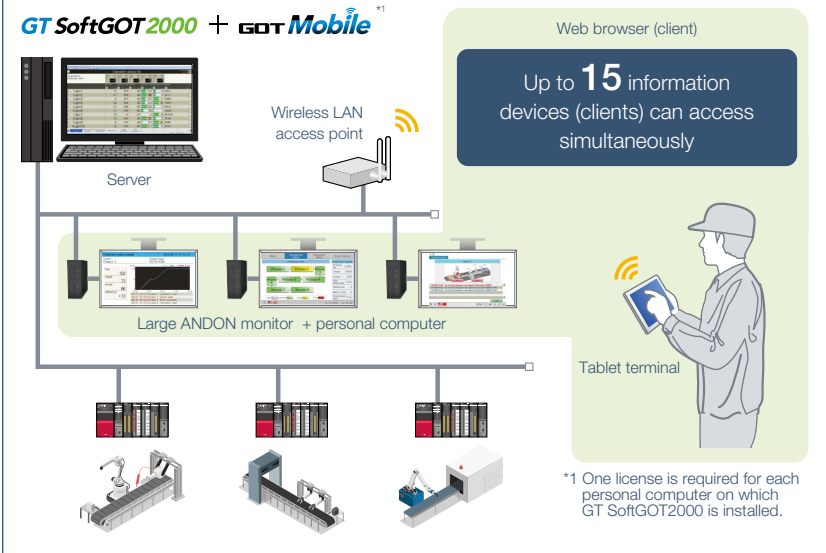 GT SoftGOT2000 + GOT Mobile *1
Web browser (client)
Up to 15 information
devices (clients) can access
simultaneously
Wireless LAN
access point
Server
Large ANDON monitor + personal computer
Tablet terminal
*1 One license is required for each
personal computer on which
GT SoftGOT2000 is installed.